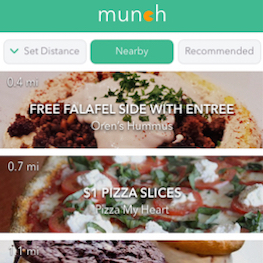 munch
Set Distance
Nearby
Recommended
0.4 mi
FREE FALAFEL SIDE WITH ENTREE
Oren's Hummus
0.7 mi
$1 PIZZA SLICES
Pizza My Heart
1.1 mi